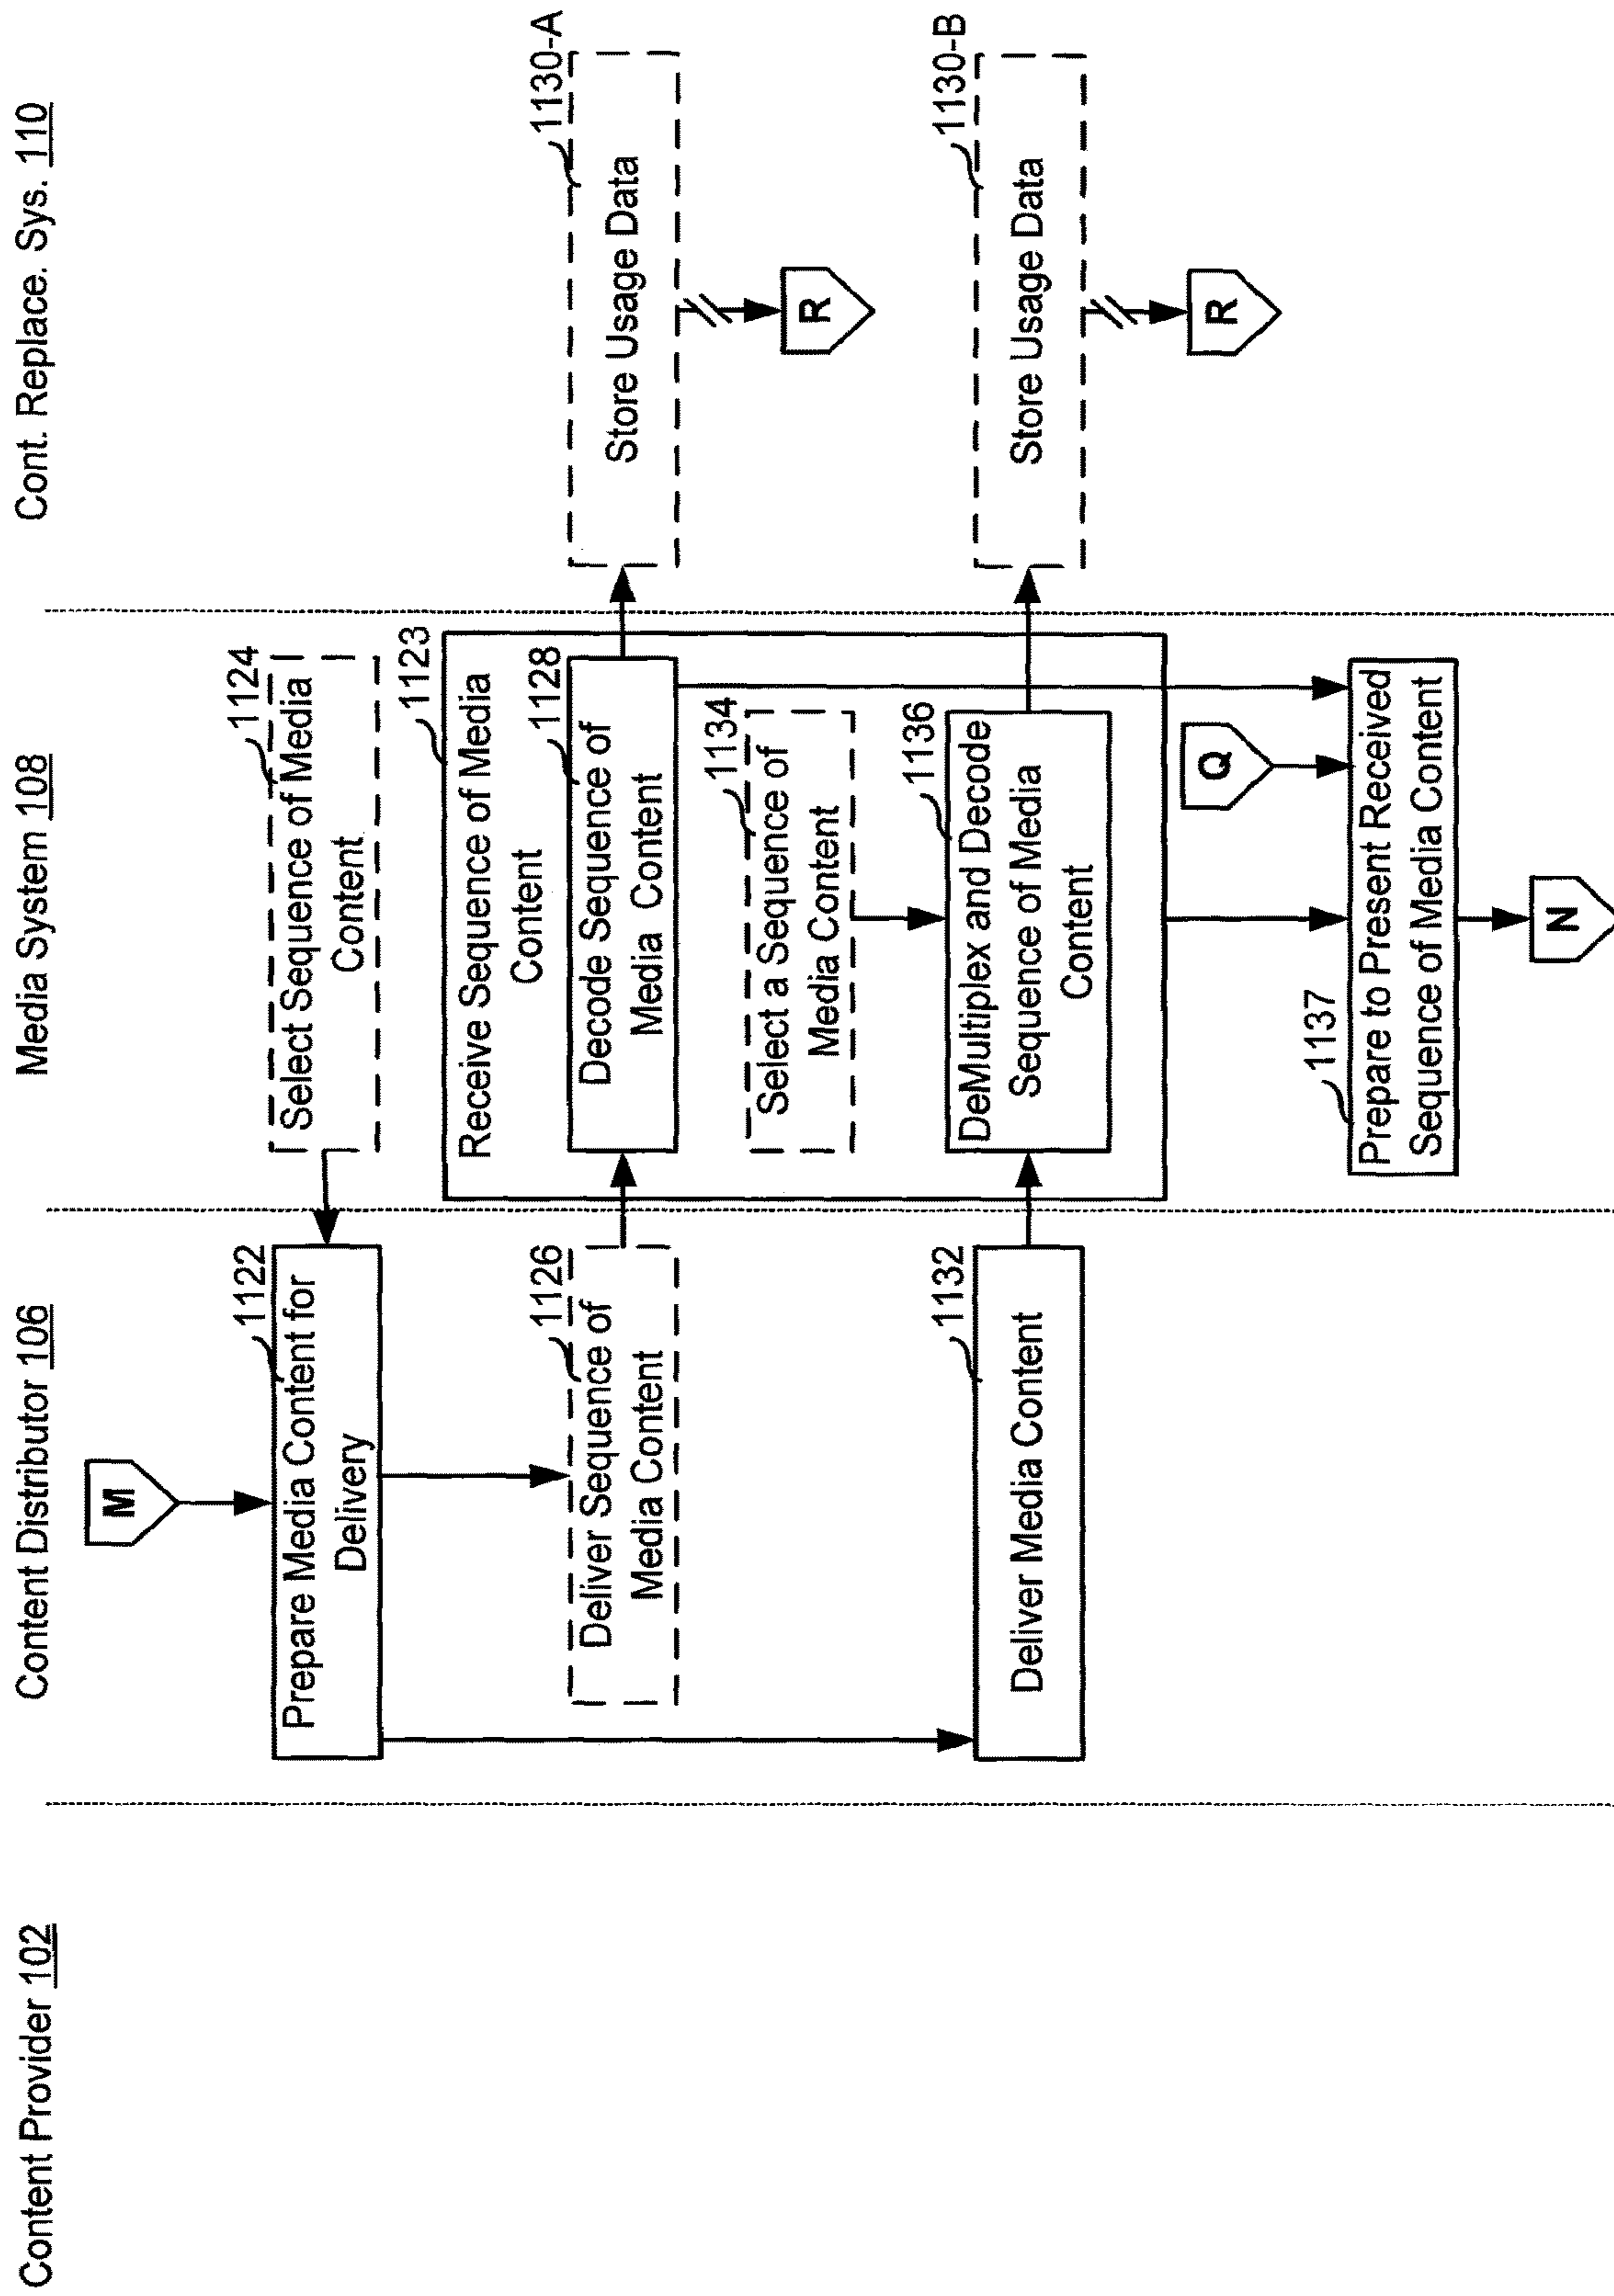 Content Provider 102
Content Distributor 106
Media System 108
Cont. Replace. Sys. 110
M
1122
Prepare Media Content for
Delivery
1124
Select Sequence of Media
Content
1123
Receive Sequence of Media
Content
1126
Deliver Sequence of
Media Content
1128
Decode Sequence of
Media Content
1130-A
Store Usage Data
R
1134
Select a Sequence of
Media Content
1132
Deliver Media Content
1136
DeMultiplex and Decode
Sequence of Media
Content
1130-B
Store Usage Data
R
Q
1137
Prepare to Present Received
Sequence of Media Content
N